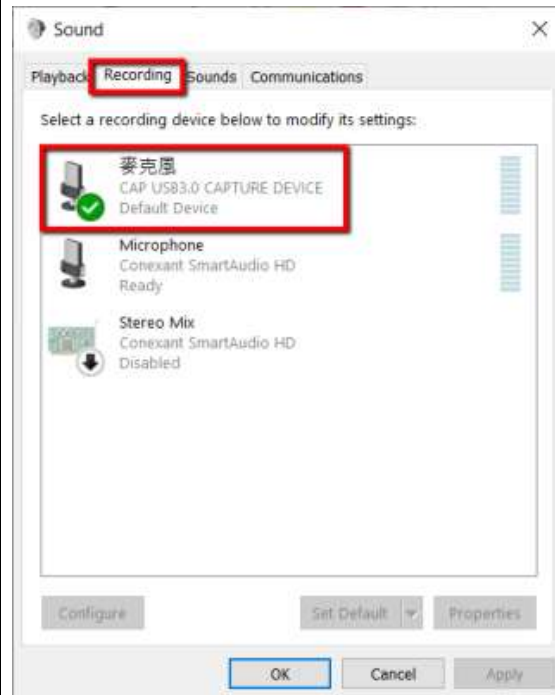 Sound
Playback Recording Sounds Communications
Select a recording device below to modify its settings:
麥克風
CAP USB3.0 CAPTURE DEVICE
Default Device
Microphone
Conexant SmartAudio HD
Ready
Stereo Mix
Conexant SmartAudio HD
Disabled
Configure Set Default Properties
OK Cancel Apply